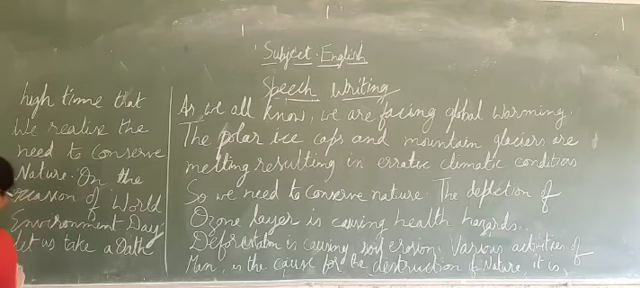 Subject. English
Speech Writing
As we all know, we are facing global warming.
The polar ice caps and mountain glaciers are
melting resulting in erratic climatic conditions
So we need to conserve nature. The depletion of
Ozone layer is causing health hazards.
Deforestation is causing soil erosion. Various activities of
Man, is the cause for the destruction of Nature. it is,
high time that
We realise the
need to conserve
Nature. On the
occasion of World
Environment Day
let us take a Oath